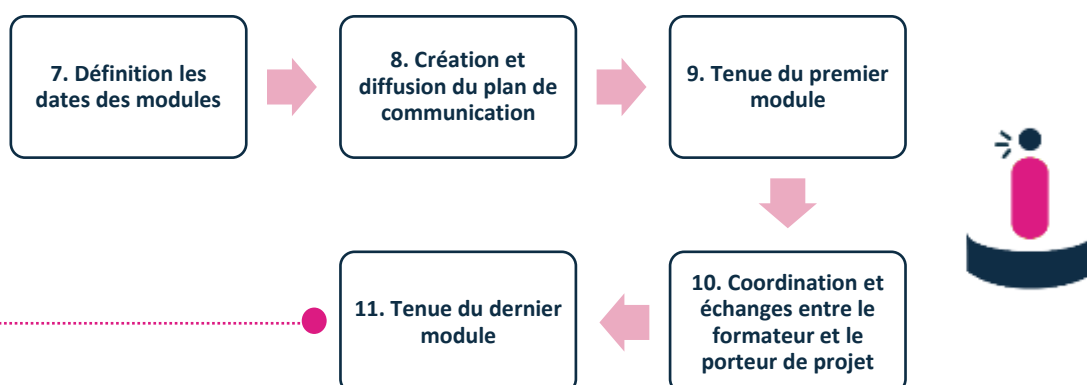 7. Définition les
dates des modules
8. Création et
diffusion du plan de
communication
9. Tenue du premier
module
10. Coordination et
échanges entre le
formateur et le
porteur de projet
11. Tenue du dernier
module